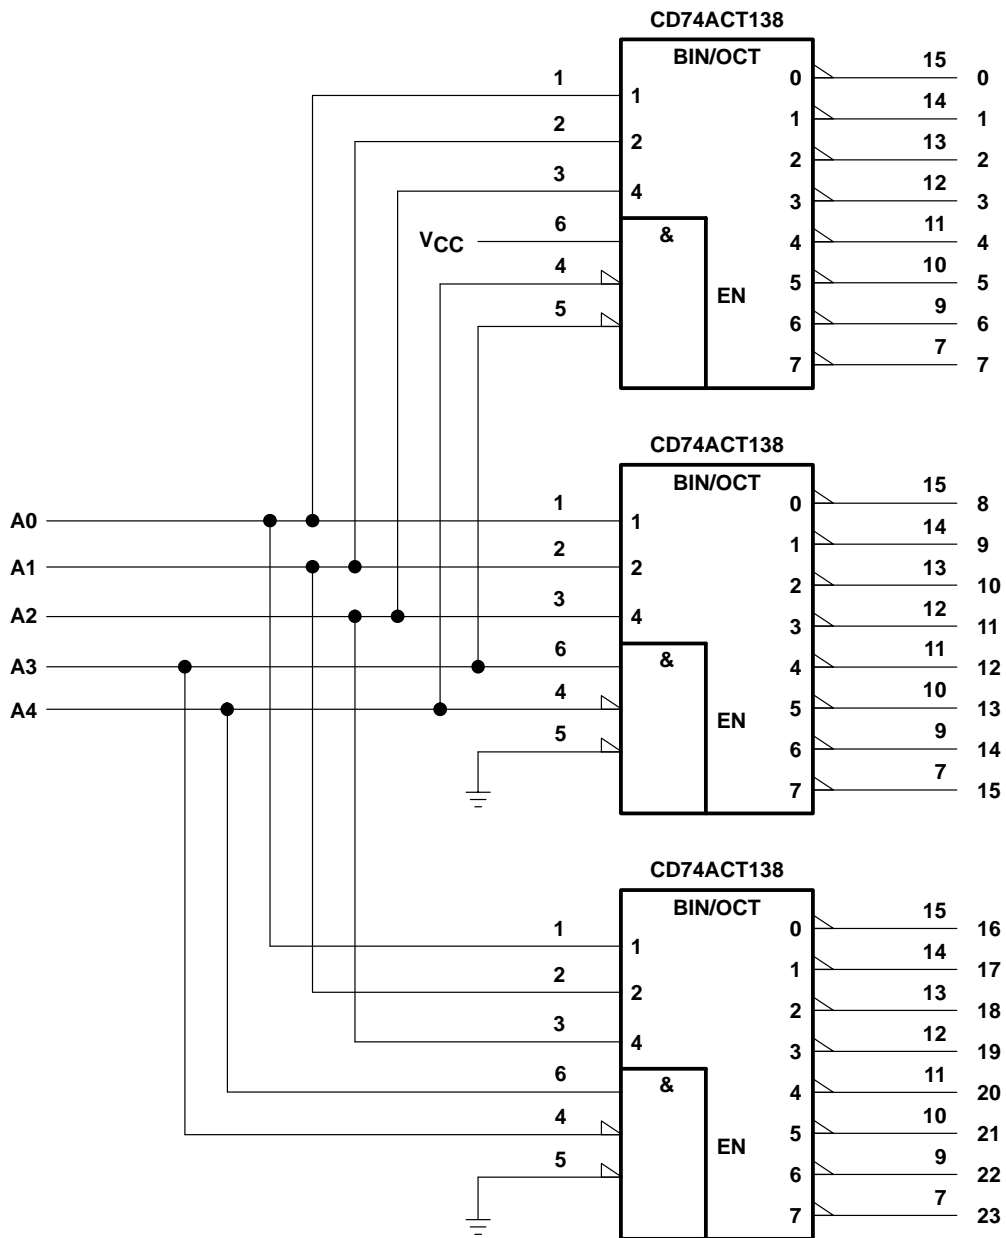 CD74ACT138
BIN/OCT
1 1 0 15 0
2 2 1 14 1
3 4 2 13 2
VCC 6 & 3 12 3
4 EN 4 11 4
5 5 10 5
6 9 6
7 7 7
CD74ACT138
BIN/OCT
A0 1 1 0 15 8
A1 2 2 1 14 9
A2 3 4 2 13 10
A3 6 & 3 12 11
A4 4 EN 4 11 12
5 5 10 13
6 9 14
7 7 15
CD74ACT138
BIN/OCT
1 1 0 15 16
2 2 1 14 17
3 4 2 13 18
6 & 3 12 19
4 EN 4 11 20
5 5 10 21
6 9 22
7 7 23